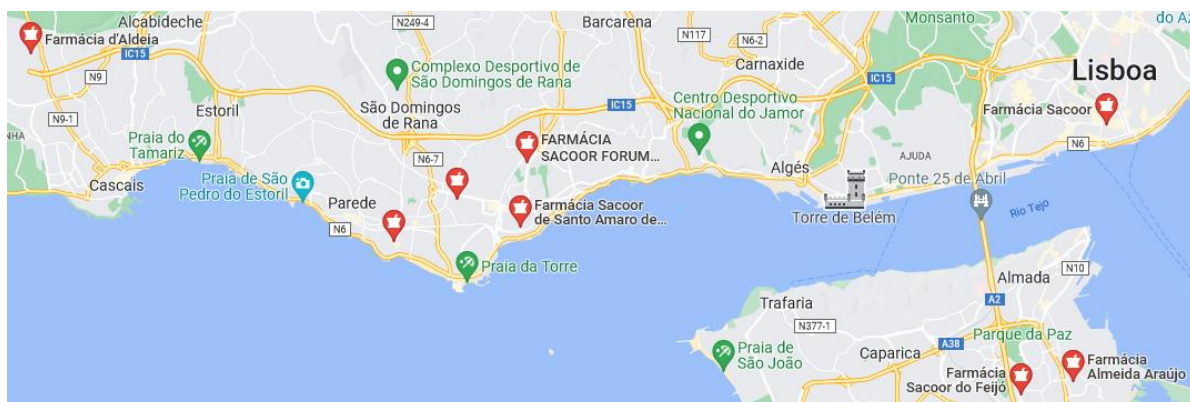 Alcabideche
N249-4
Barcarena
Monsanto
do Az
Farmácia d'Aldeia
N117
N6-2
IC15
Complexo Desportivo de
São Domingos de Rana
Carnaxide
Lisboa
N9
IC15
Estoril
São Domingos
de Rana
IC15
Centro Desportivo
Nacional do Jamor
Farmácia Sacoor
N9-1
Praia do
Tamariz
FARMÁCIA
SACOOR FORUM...
N6
NHA
N6-7
Algés
AJUDA
Cascais
Praia de São
Pedro do Estoril
Ponte 25 de Abril
Parede
Farmácia Sacoor
de Santo Amaro de...
Torre de Belém
Rio Tejo
N6
Praia da Torre
Almada
N10
Trafaria
A2
N377-1
Parque da Paz
Praia de
São João
Caparica
A38
Farmácia
Almeida Araújo
Farmácia
Sacoor do Feijó